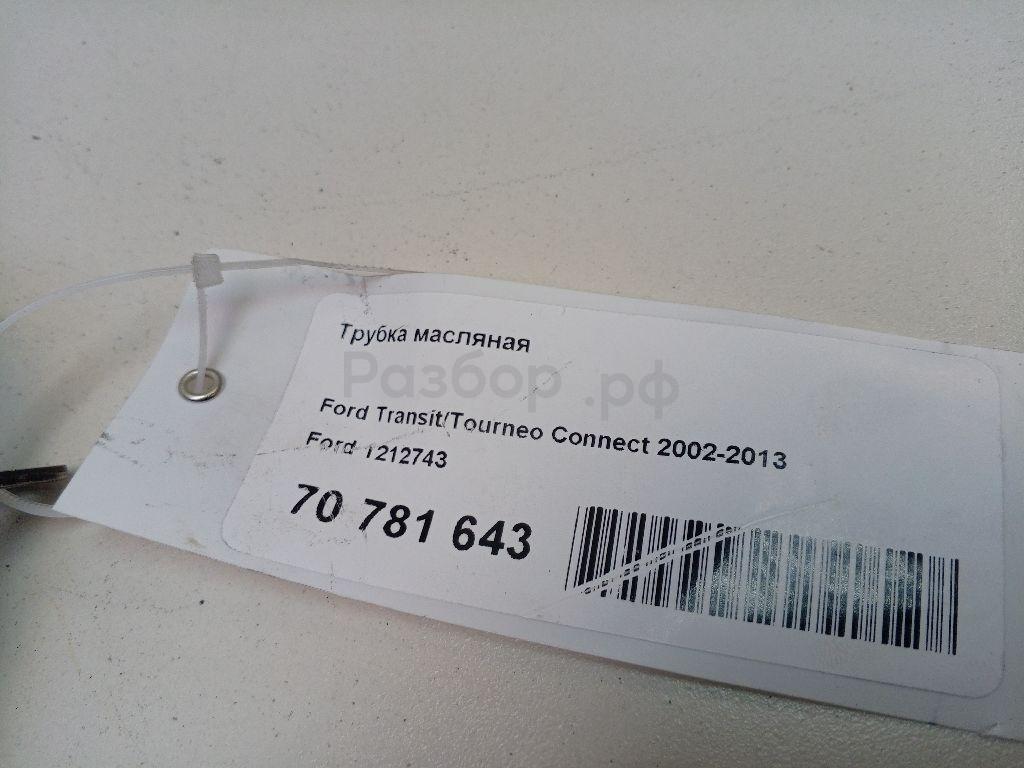 Трубка масляная
Разбор.рф
Ford Transit/Tourneo Connect 2002-2013
Ford 1212743
70 781 643